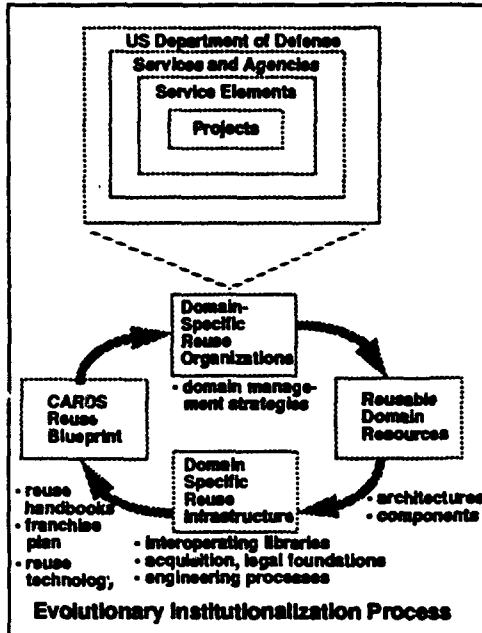 US Department of Defense
Services and Agencies
Service Elements
Projects
Domain-
Specific
Reuse
Organizations
• domain manage-
ment strategies
CARDS
Reuse
Blueprint
• reuse
handbooks
• franchise
plan
• reuse
technology,
Domain
Specific
Reuse
Infrastructure
• interoperating libraries
• acquisition, legal foundations
• engineering processes
Reusable
Domain
Resources
• architectures
• components
Evolutionary Institutionalization Process